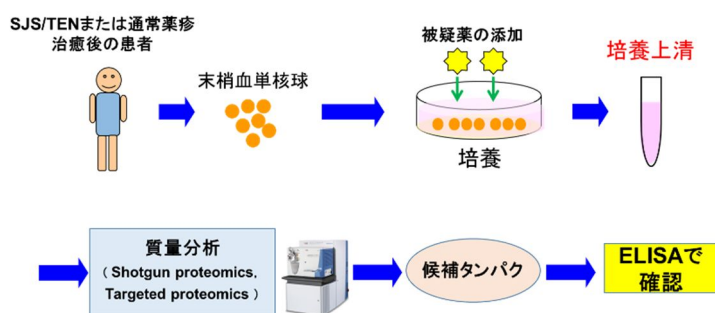 SJS/TENまたは通常薬疹
治癒後の患者
末梢血単核球
被疑薬の添加
培養
培養上清
質量分析
（ Shotgun proteomics,
Targeted proteomics ）
候補タンパク
ELISAで
確認